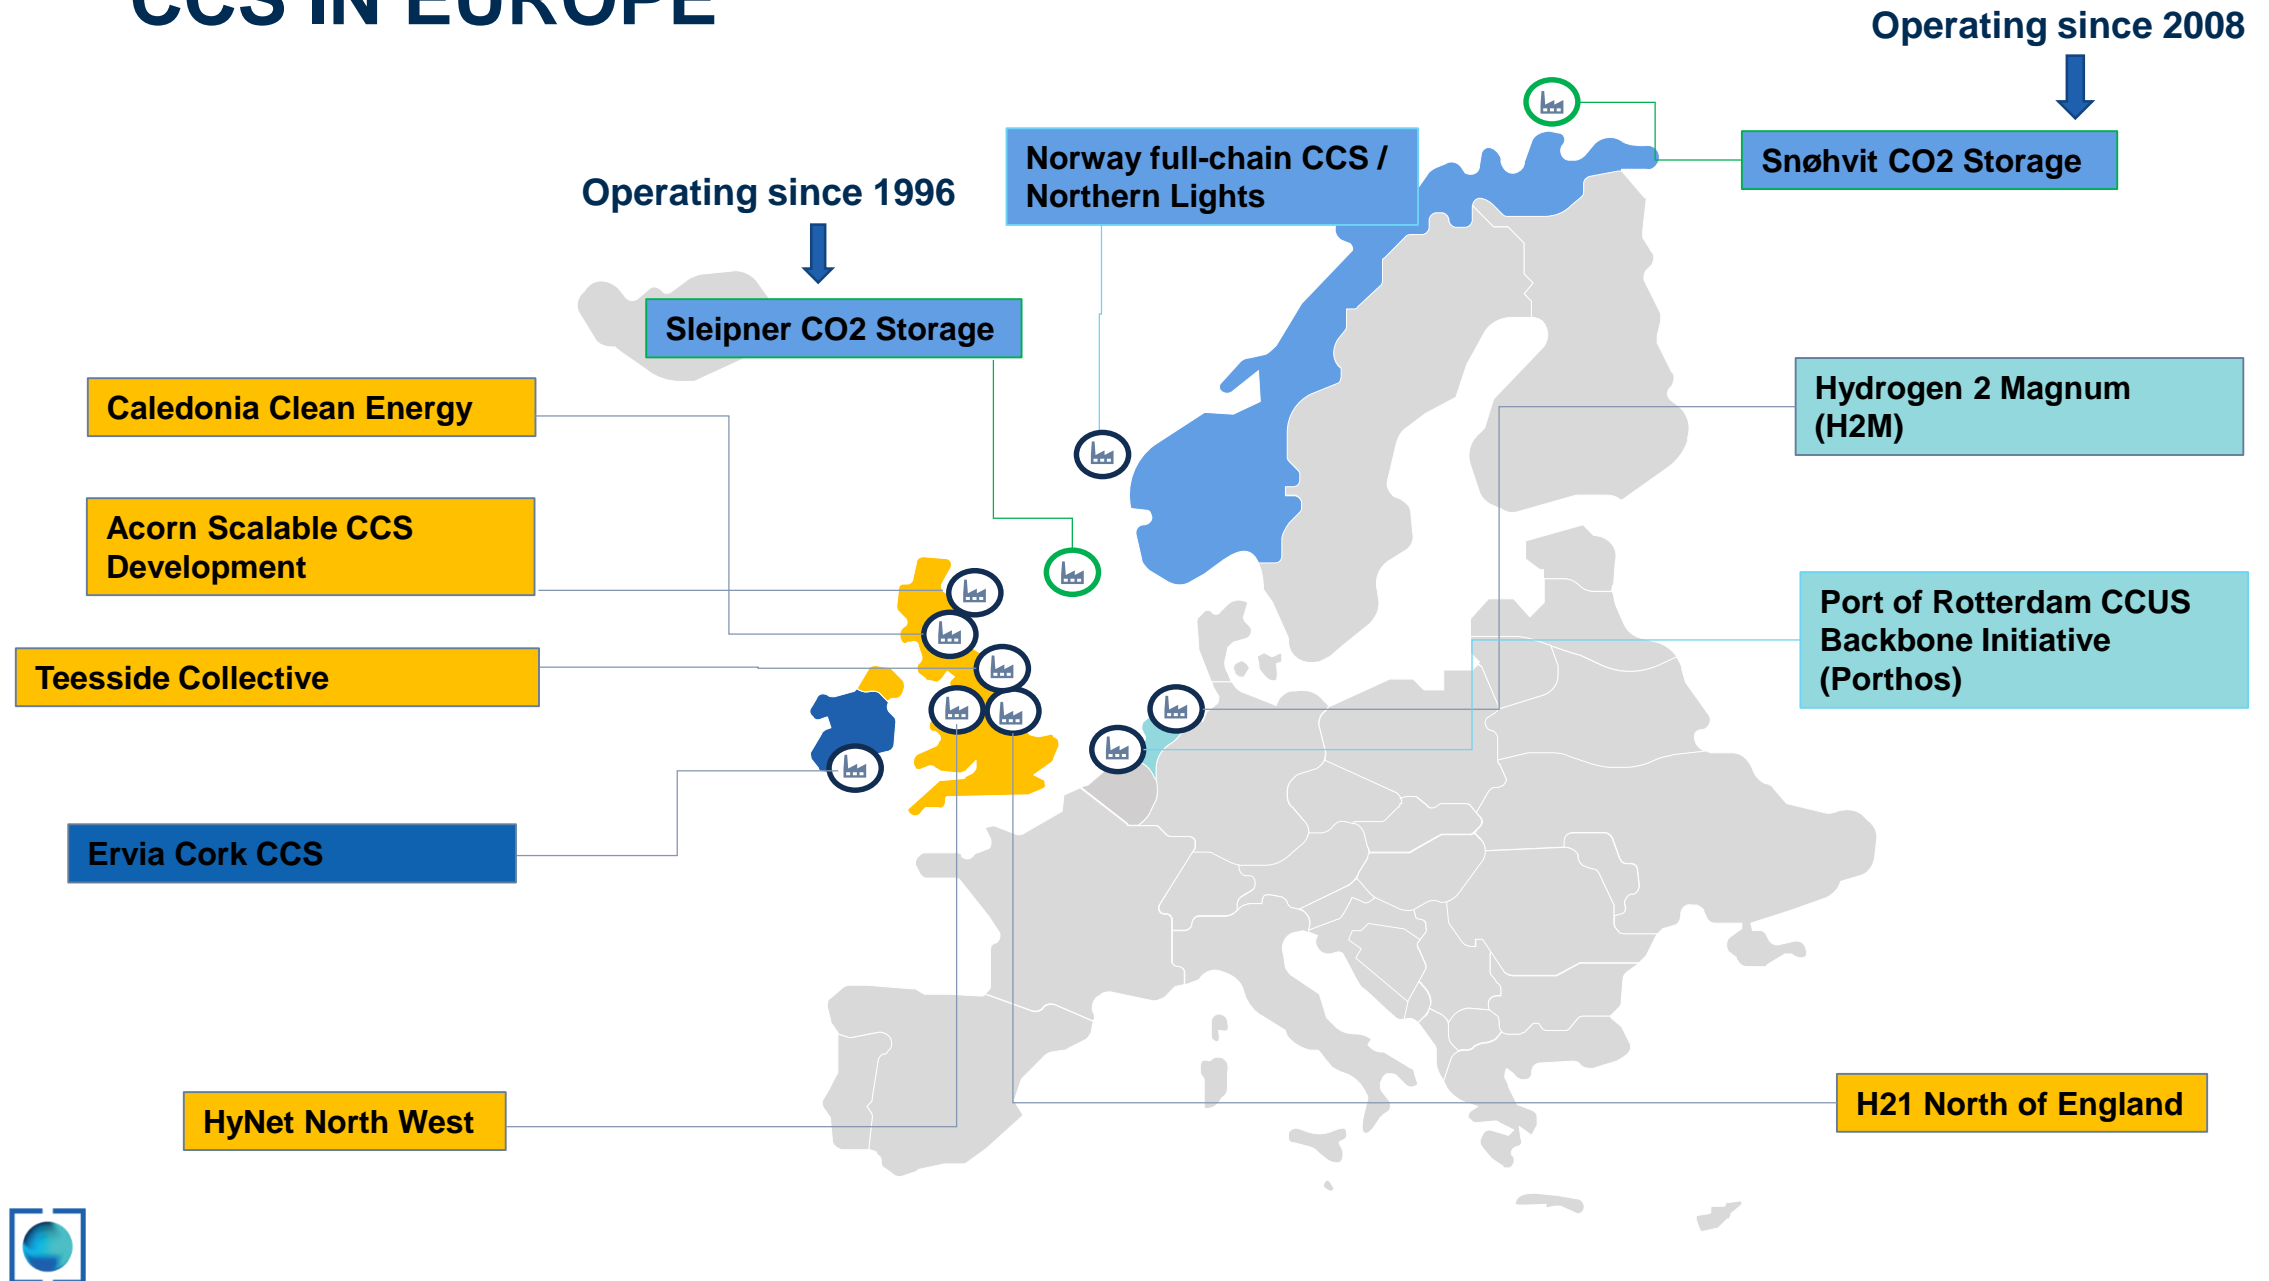 CCS IN EUROPE
Operating since 2008
Norway full-chain CCS /
Northern Lights
Snøhvit CO2 Storage
Operating since 1996
Sleipner CO2 Storage
Caledonia Clean Energy
Hydrogen 2 Magnum
(H2M)
Acorn Scalable CCS
Development
Port of Rotterdam CCUS
Backbone Initiative
(Porthos)
Teesside Collective
Ervia Cork CCS
HyNet North West
H21 North of England